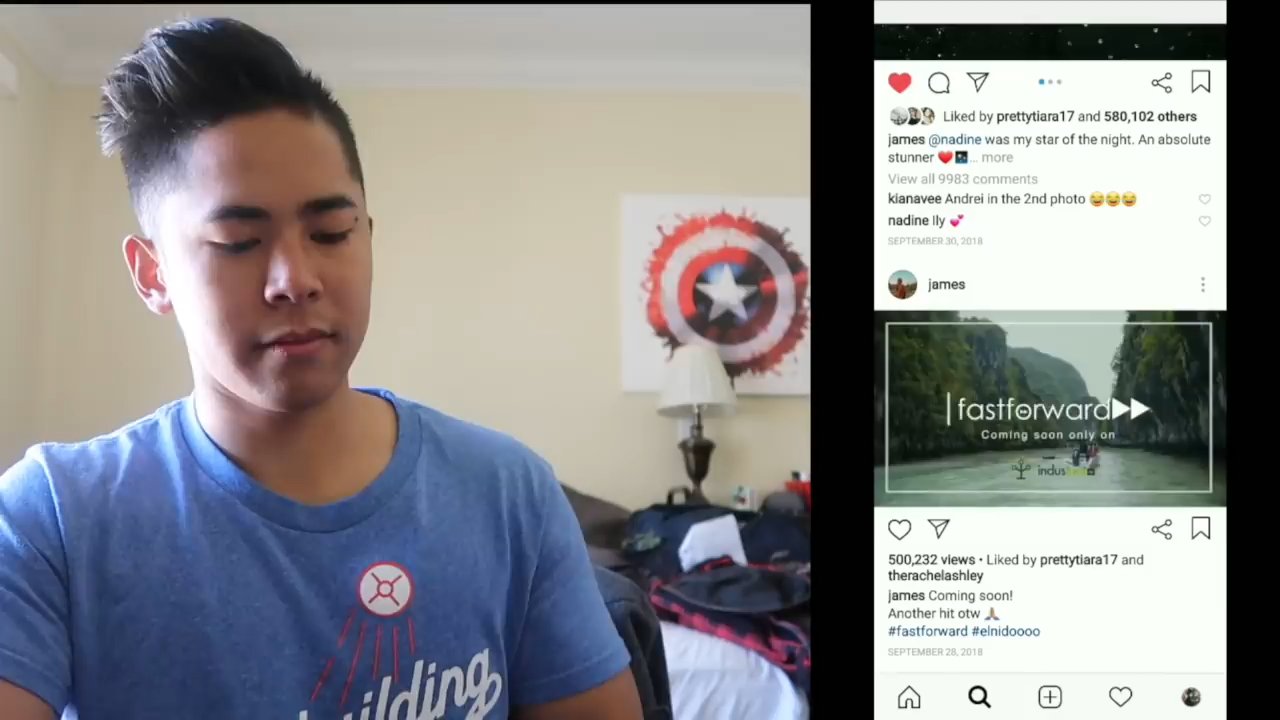 Liked by prettytiara17 and 580,102 others
james @nadine was my star of the night. An absolute
stunner ❤️... more
View all 9983 comments
kianavee Andrei in the 2nd photo 😂😂😂
nadine Ily 💕
SEPTEMBER 30, 2018
james
fastforward
Coming soon only on
500,232 views • Liked by prettytiara17 and
therachelashley
james Coming soon!
Another hit otw 🙏🏽
#fastforward #elnidoooo
SEPTEMBER 28, 2018
building